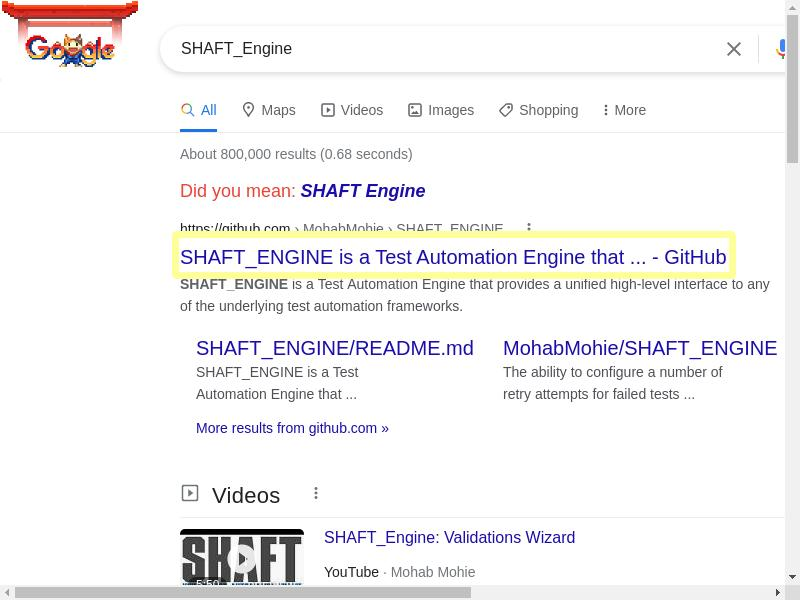 Google
SHAFT_Engine
All
Maps
Videos
Images
Shopping
More
About 800,000 results (0.68 seconds)
Did you mean: SHAFT Engine
https://github.com › MohabMohie › SHAFT_ENGINE
SHAFT_ENGINE is a Test Automation Engine that ... - GitHub
SHAFT_ENGINE is a Test Automation Engine that provides a unified high-level interface to any
of the underlying test automation frameworks.
SHAFT_ENGINE/README.md
SHAFT_ENGINE is a Test
Automation Engine that ...
MohabMohie/SHAFT_ENGINE
The ability to configure a number of
retry attempts for failed tests ...
More results from github.com »
Videos
SHAFT
5:50
SHAFT_Engine: Validations Wizard
YouTube · Mohab Mohie